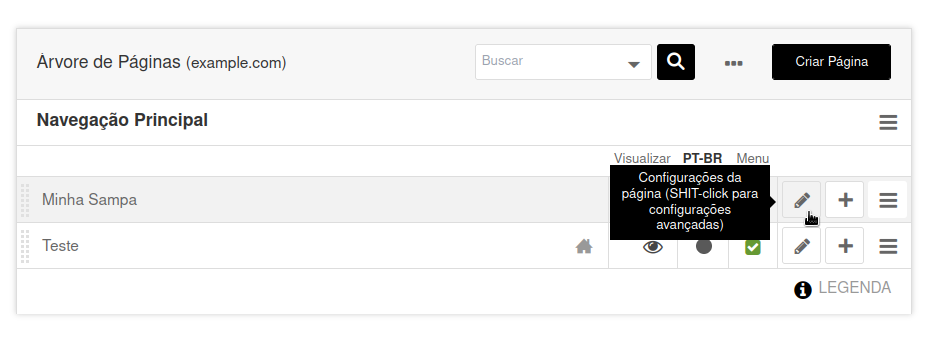 Árvore de Páginas (example.com)
Buscar
Criar Página
Navegação Principal
Visualizar PT-BR Menu
Minha Sampa
Configurações da
página (SHIT-click para
configurações
avançadas)
Teste
LEGENDA